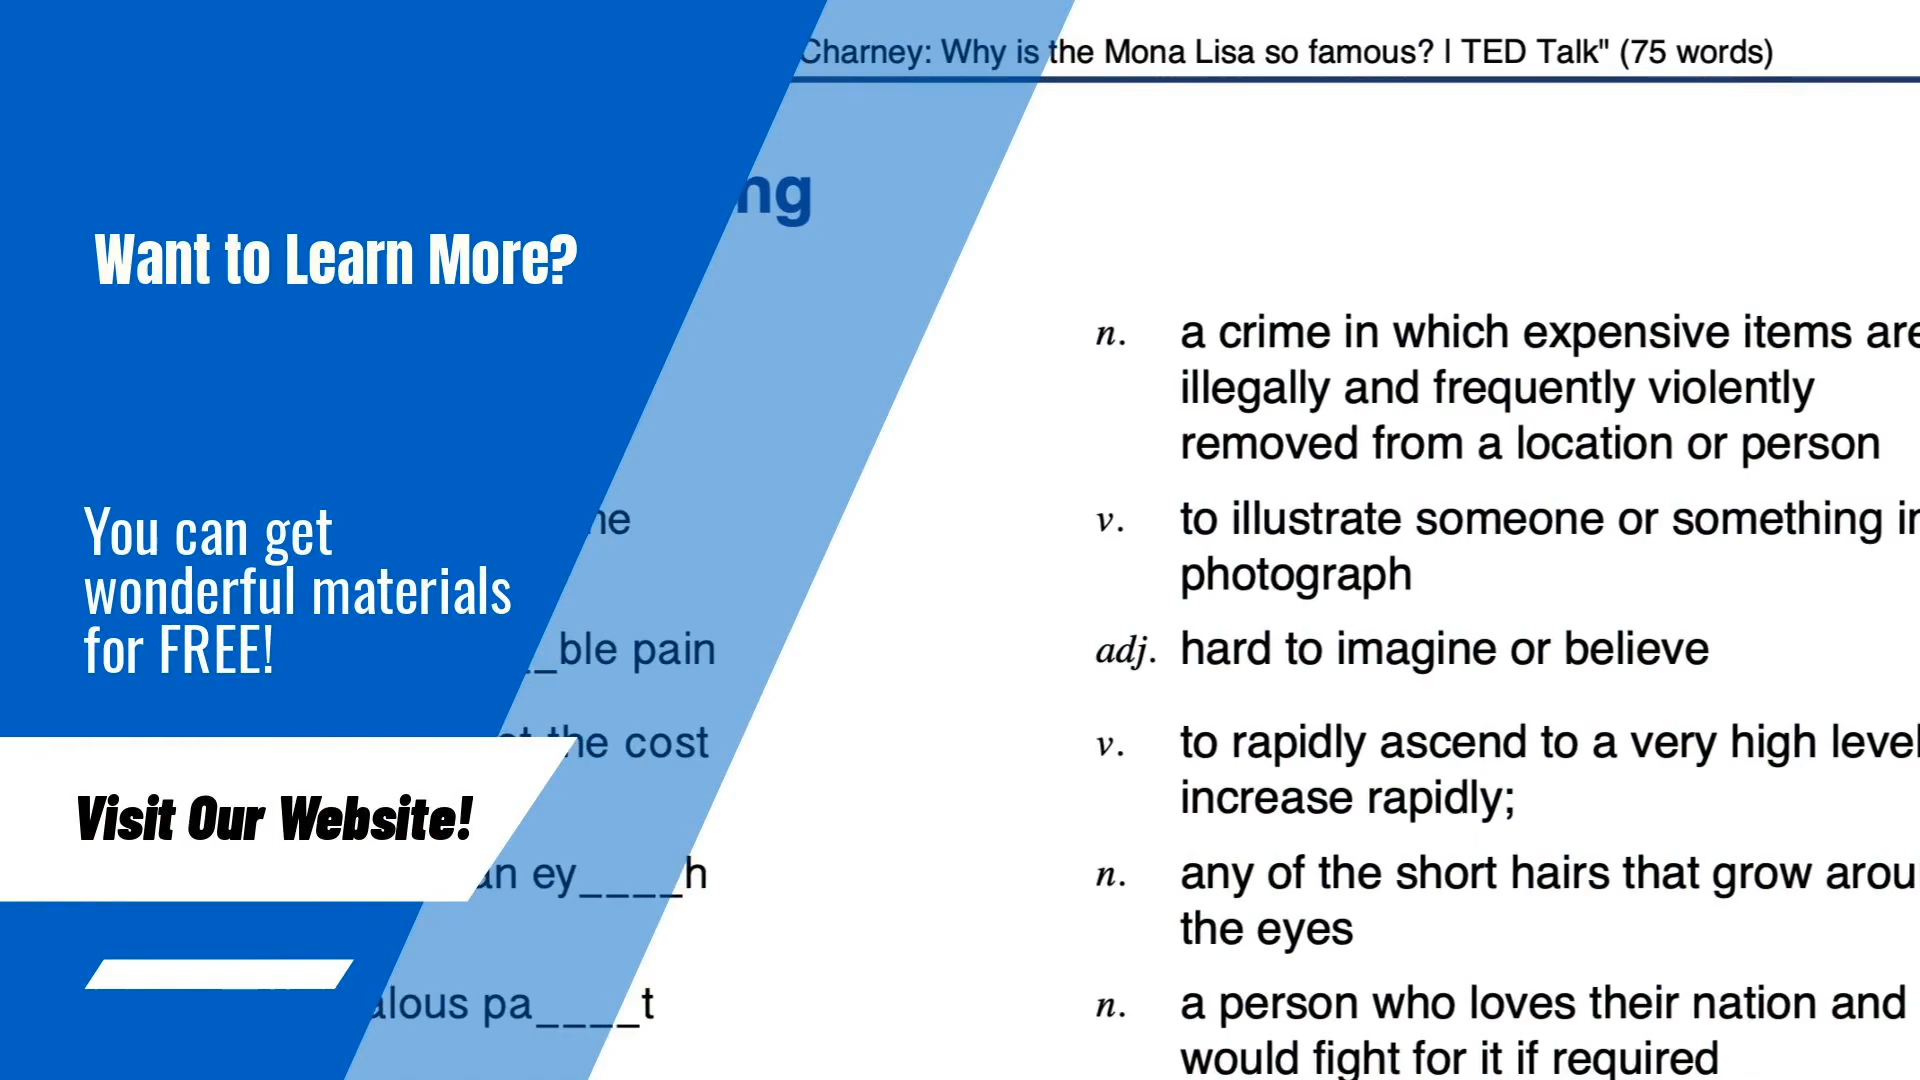 Charney: Why is the Mona Lisa so famous? | TED Talk" (75 words)
ng
Want to Learn More?
n. a crime in which expensive items are
illegally and frequently violently
removed from a location or person
You can get
wonderful materials
for FREE!
v. to illustrate someone or something in
photograph
_ble pain
adj. hard to imagine or believe
the cost
v. to rapidly ascend to a very high level
increase rapidly;
Visit Our Website!
an ey____h
n. any of the short hairs that grow arou
the eyes
alous pa____t
n. a person who loves their nation and
would fight for it if required